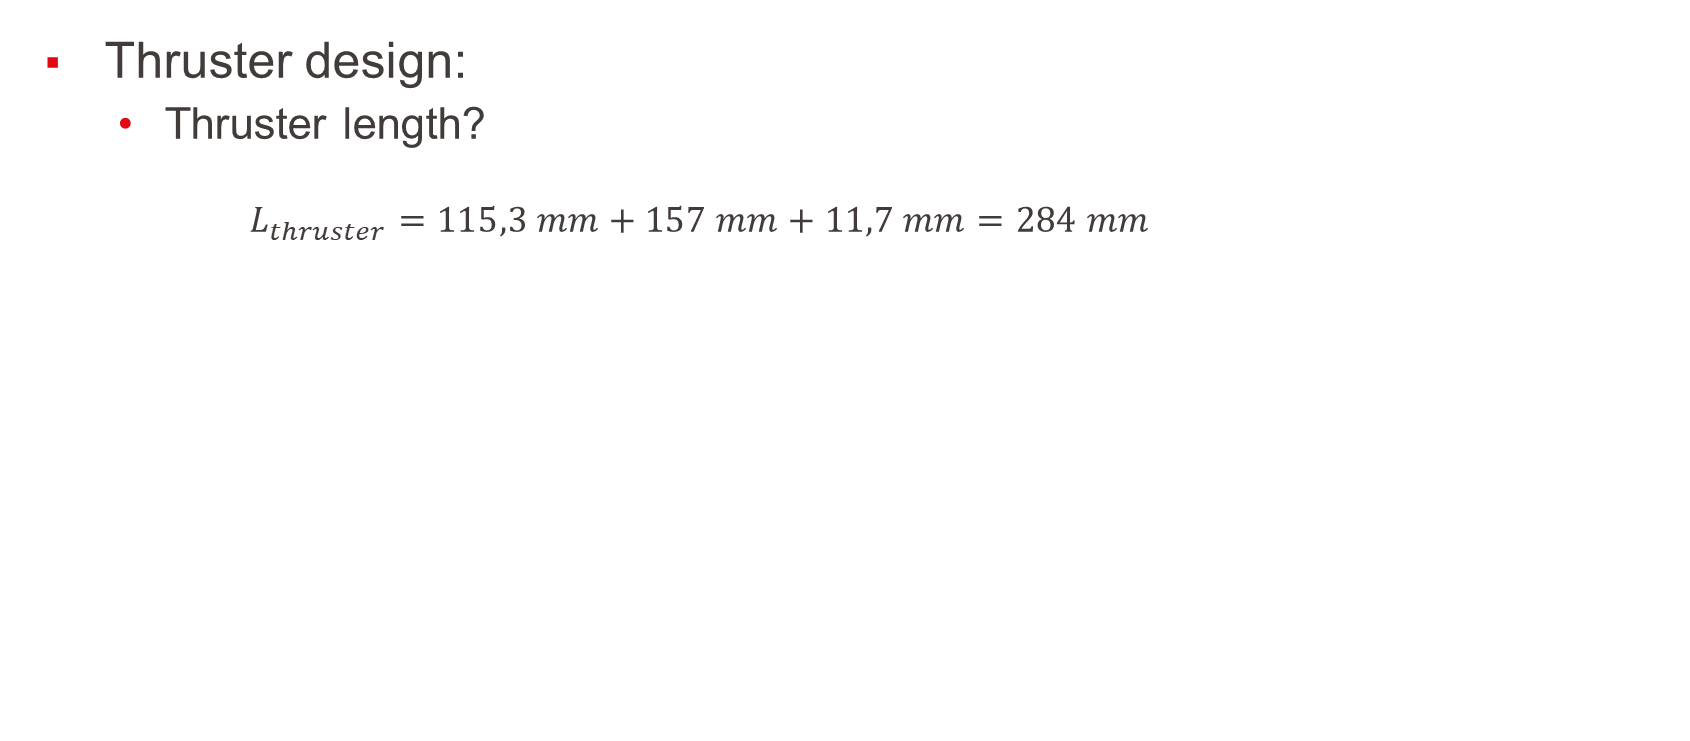 ▪ Thruster design:
• Thruster length?
L_thruster = 115,3 mm + 157 mm + 11,7 mm = 284 mm